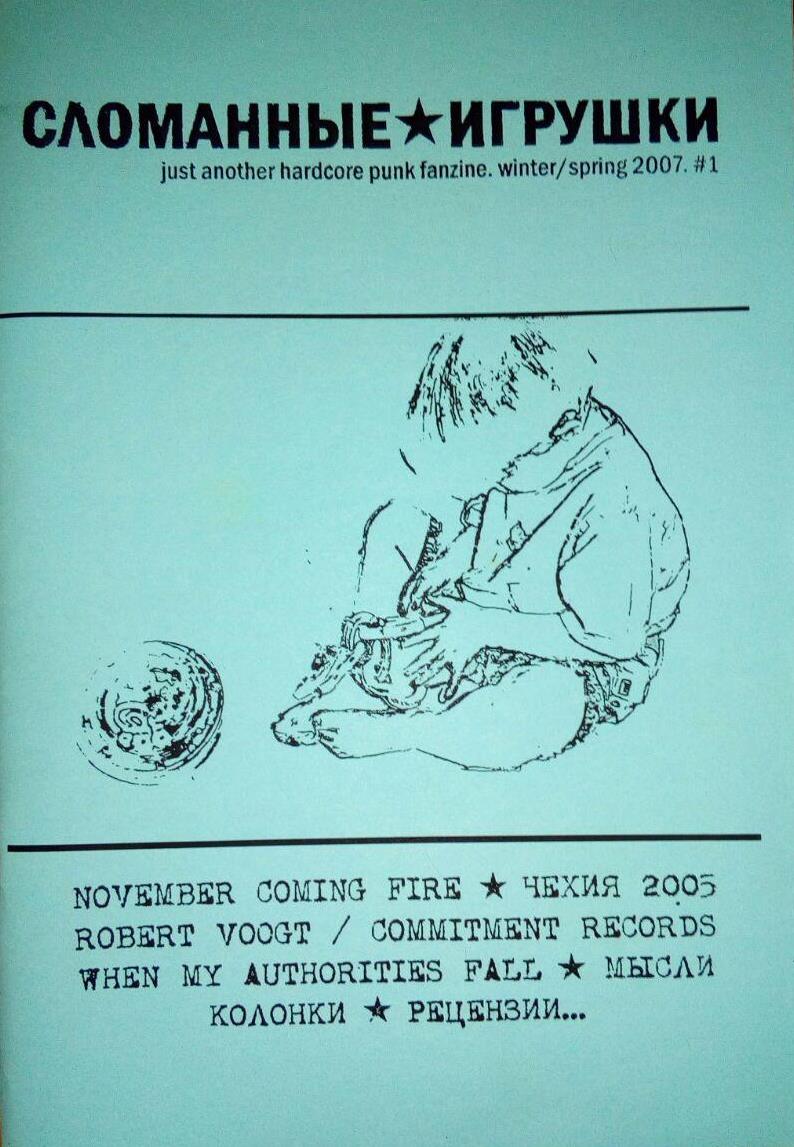 СЛОМАННЫЕ★ИГРУШКИ
just another hardcore punk fanzine. winter/spring 2007. #1
NOVEMBER COMING FIRE ★ ЧЕХИЯ 2005
ROBERT VOOGT / COMMITMENT RECORDS
WHEN MY AUTHORITIES FALL ★ МЫСЛИ
КОЛОНКИ ★ РЕЦЕНЗИИ...